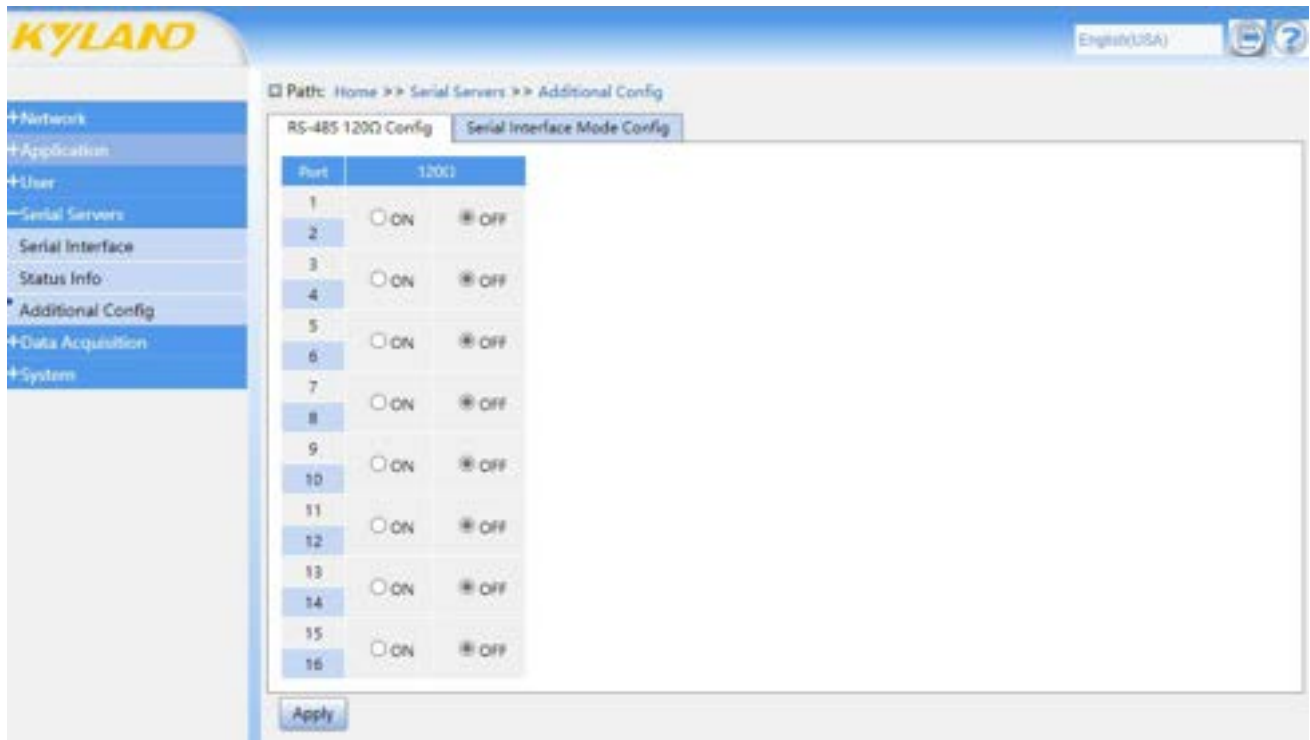 KYLAND
English(USA)
Path: Home >> Serial Servers >> Additional Config
+Network
+Application
+User
−Serial Servers
Serial Interface
Status Info
Additional Config
+Data Acquisition
+System
RS-485 120Ω Config
Serial Interface Mode Config
Port 120Ω
1
2
ON OFF
3
4
ON OFF
5
6
ON OFF
7
8
ON OFF
9
10
ON OFF
11
12
ON OFF
13
14
ON OFF
15
16
ON OFF
Apply